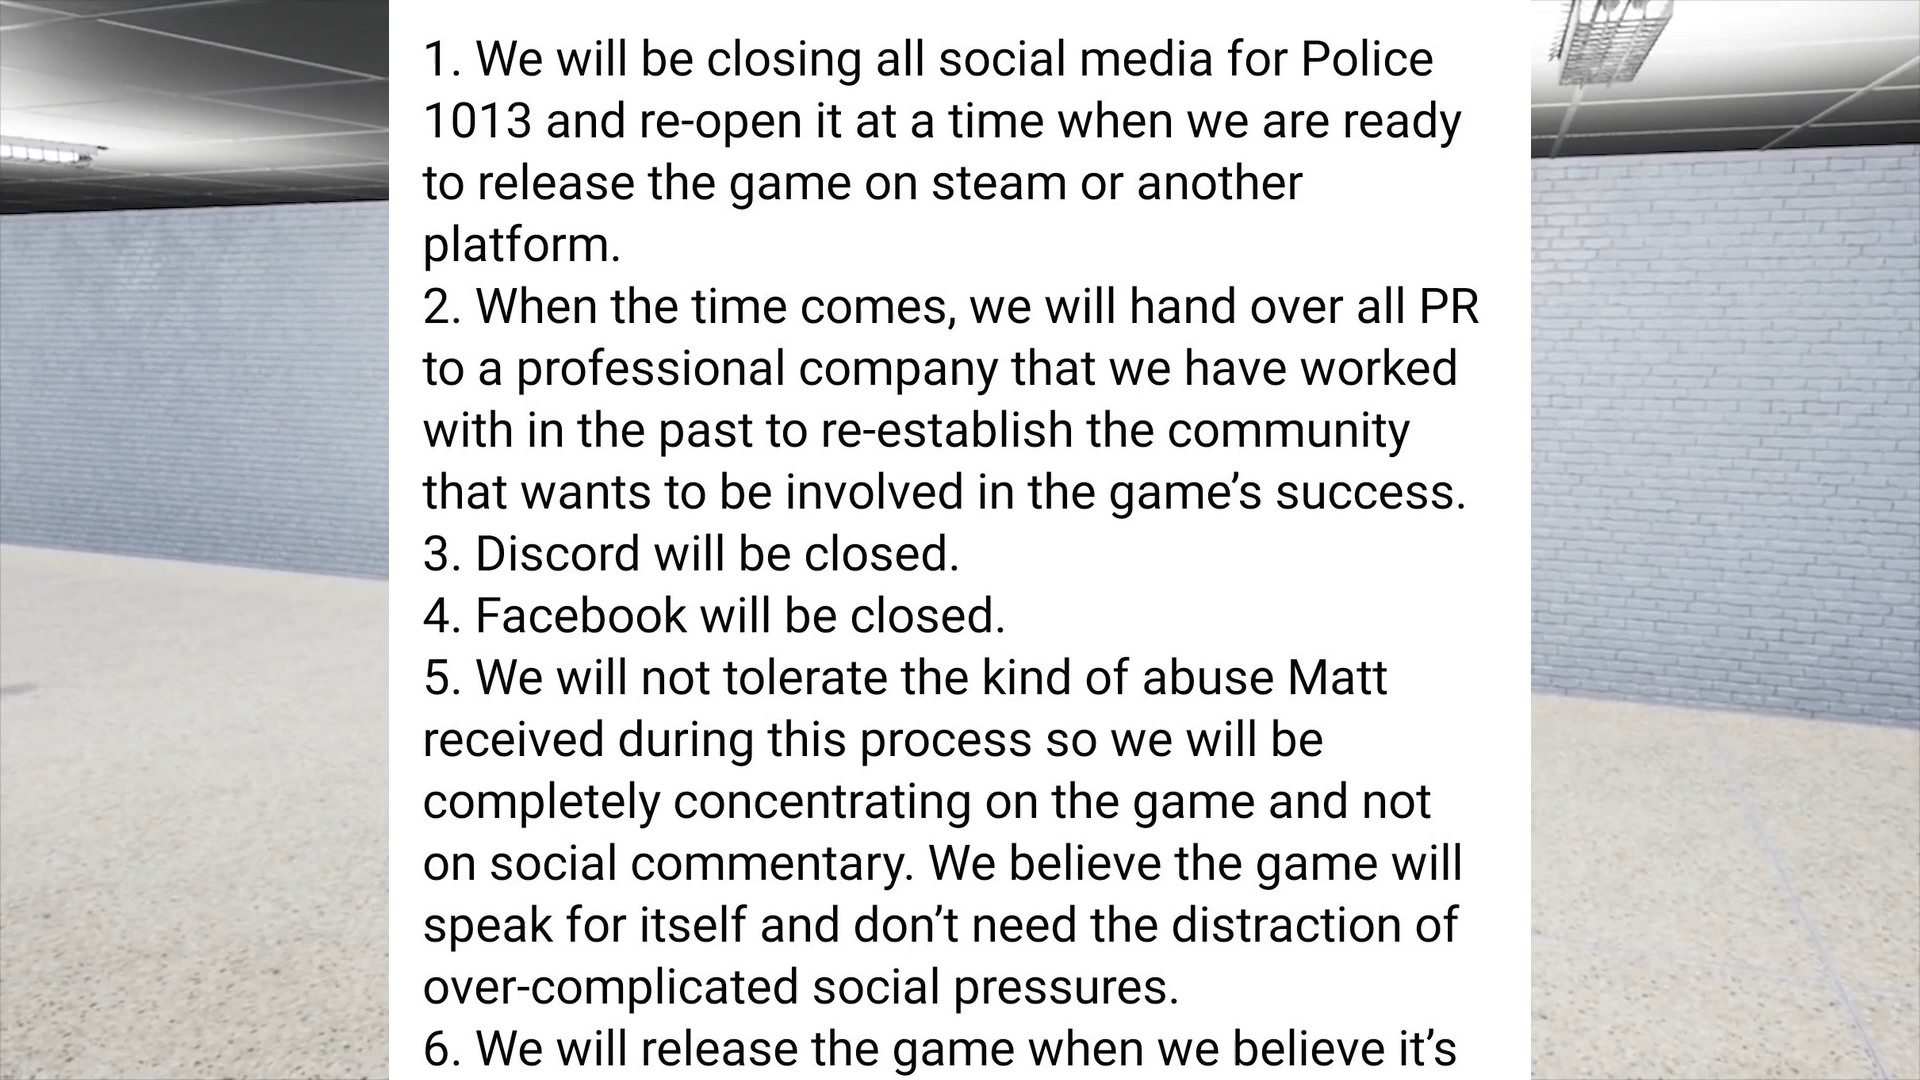 1. We will be closing all social media for Police
1013 and re-open it at a time when we are ready
to release the game on steam or another
platform.
2. When the time comes, we will hand over all PR
to a professional company that we have worked
with in the past to re-establish the community
that wants to be involved in the game’s success.
3. Discord will be closed.
4. Facebook will be closed.
5. We will not tolerate the kind of abuse Matt
received during this process so we will be
completely concentrating on the game and not
on social commentary. We believe the game will
speak for itself and don’t need the distraction of
over-complicated social pressures.
6. We will release the game when we believe it’s